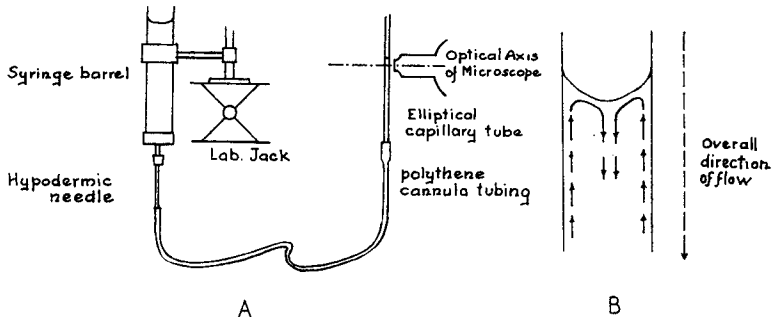 Syringe barrel
Hypodermic
needle
Lab. Jack
Optical Axis
of Microscope
Elliptical
capillary tube
polythene
cannula tubing
A
Overall
direction
of flow
B